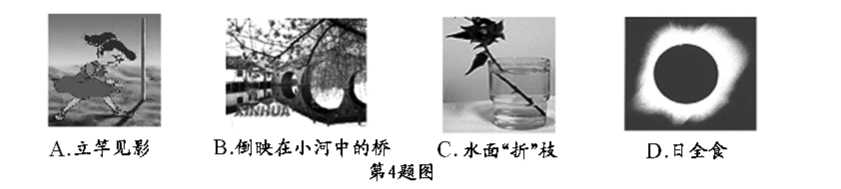 XINHUA
A.立竿见影
B.倒映在小河中的桥
C.水面“折”枝
D.日全食
第4题图